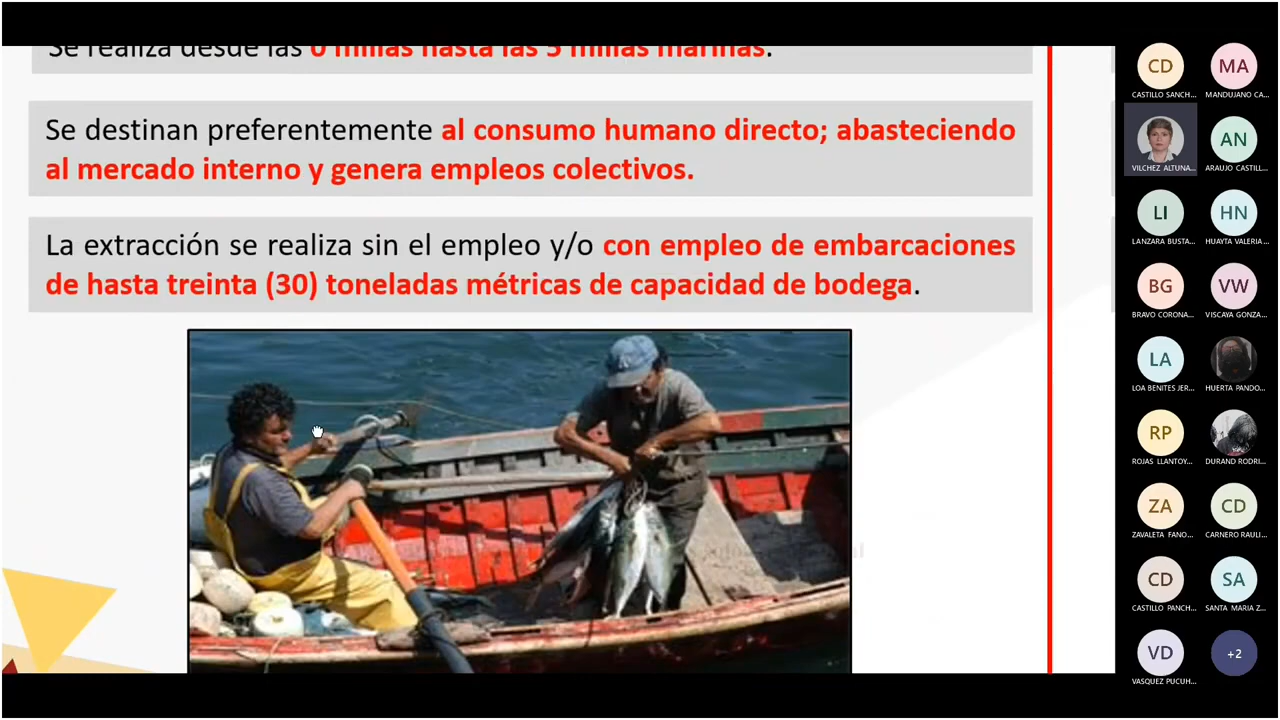 Se realiza desde las 0 millas hasta las 5 millas marinas.
Se destinan preferentemente al consumo humano directo; abasteciendo
al mercado interno y genera empleos colectivos.
La extracción se realiza sin el empleo y/o con empleo de embarcaciones
de hasta treinta (30) toneladas métricas de capacidad de bodega.
CD
CASTILLO SANCH...
MA
MANDUJANO CA...
VILCHEZ ALTUNA...
AN
ARAUJO CASTILL...
LI
LANZARA BUSTA...
HN
HUAYTA VALERIA ...
BG
BRAVO CORONA...
VW
VISCAYA GONZA...
LA
LOA BENITES JER...
HUERTA PANDO...
RP
ROJAS LLANTOY...
DURAND RODRI...
ZA
ZAVALETA FANO...
CD
CARNERO RAULI...
CD
CASTILLO PANCH...
SA
SANTA MARIA Z...
VD
VASQUEZ PUCUH...
+2